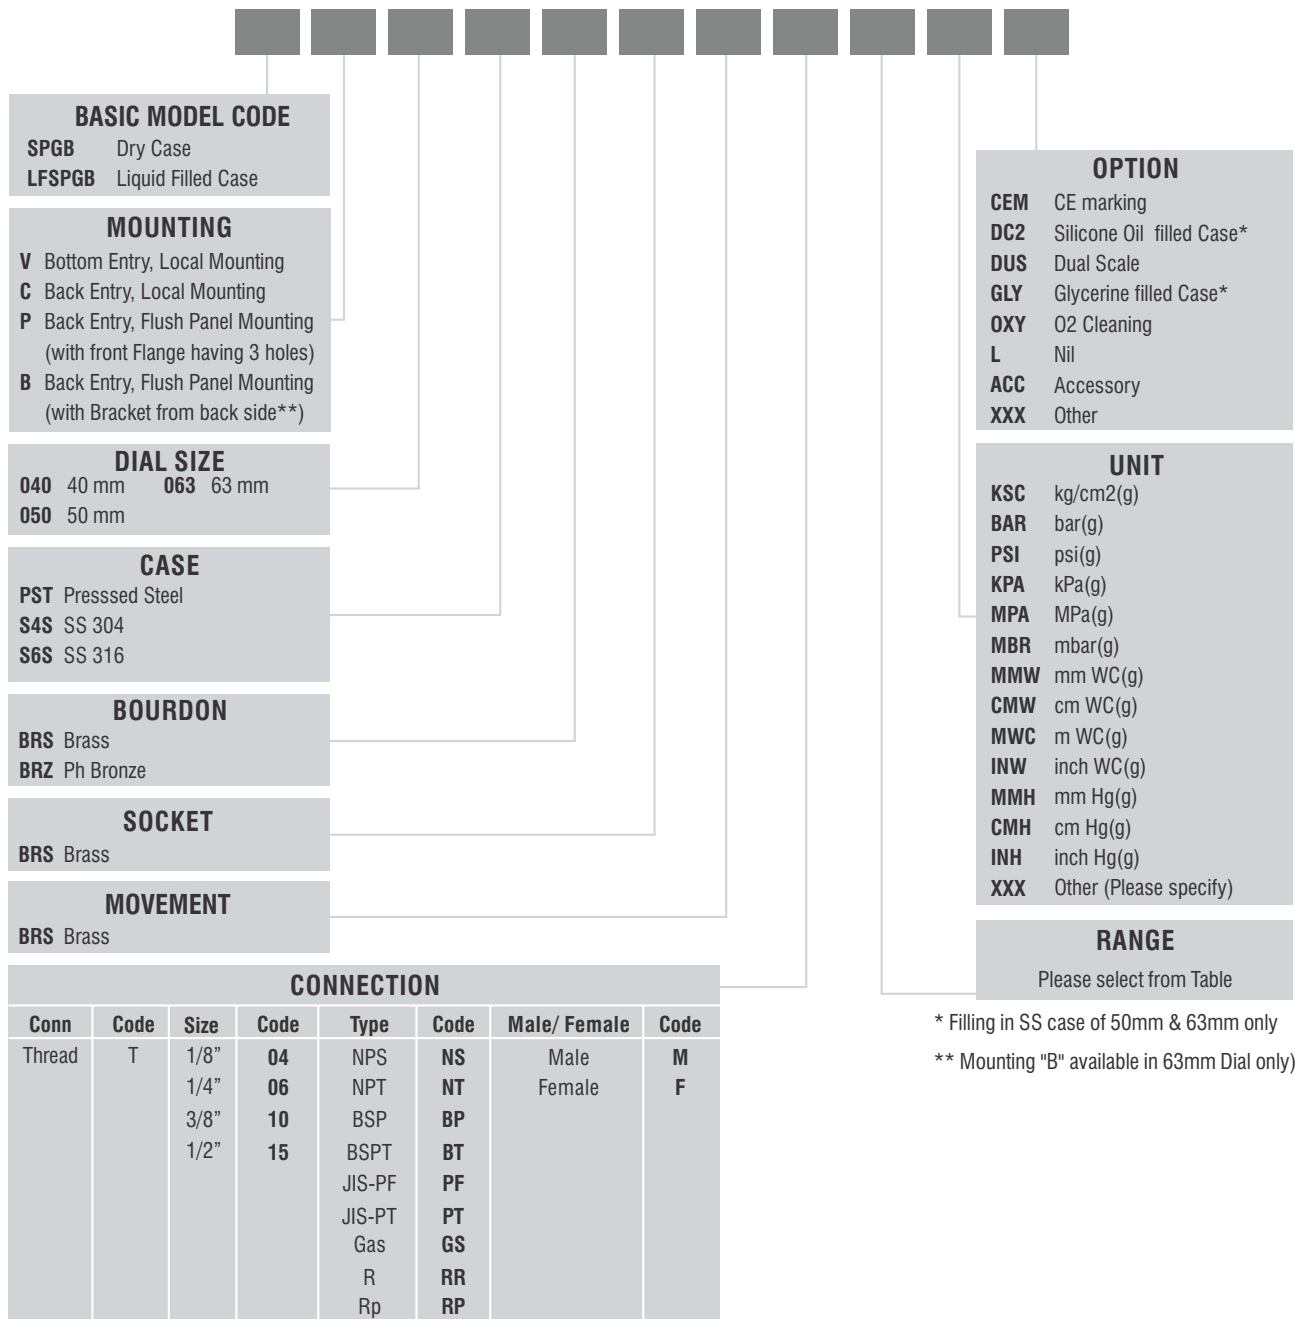 BASIC MODEL CODE
SPGB Dry Case
LFSPGB Liquid Filled Case
MOUNTING
V Bottom Entry, Local Mounting
C Back Entry, Local Mounting
P Back Entry, Flush Panel Mounting
(with front Flange having 3 holes)
B Back Entry, Flush Panel Mounting
(with Bracket from back side**)
DIAL SIZE
040 40 mm 063 63 mm
050 50 mm
CASE
PST Presssed Steel
S4S SS 304
S6S SS 316
BOURDON
BRS Brass
BRZ Ph Bronze
SOCKET
BRS Brass
MOVEMENT
BRS Brass
CONNECTION
Conn Code Size Code Type Code Male/ Female Code
Thread T 1/8” 04 NPS NS Male M
1/4” 06 NPT NT Female F
3/8” 10 BSP BP
1/2” 15 BSPT BT
JIS-PF PF
JIS-PT PT
Gas GS
R RR
Rp RP
OPTION
CEM CE marking
DC2 Silicone Oil filled Case*
DUS Dual Scale
GLY Glycerine filled Case*
OXY O2 Cleaning
L Nil
ACC Accessory
XXX Other
UNIT
KSC kg/cm2(g)
BAR bar(g)
PSI psi(g)
KPA kPa(g)
MPA MPa(g)
MBR mbar(g)
MMW mm WC(g)
CMW cm WC(g)
MWC m WC(g)
INW inch WC(g)
MMH mm Hg(g)
CMH cm Hg(g)
INH inch Hg(g)
XXX Other (Please specify)
RANGE
Please select from Table
* Filling in SS case of 50mm & 63mm only
** Mounting "B" available in 63mm Dial only)